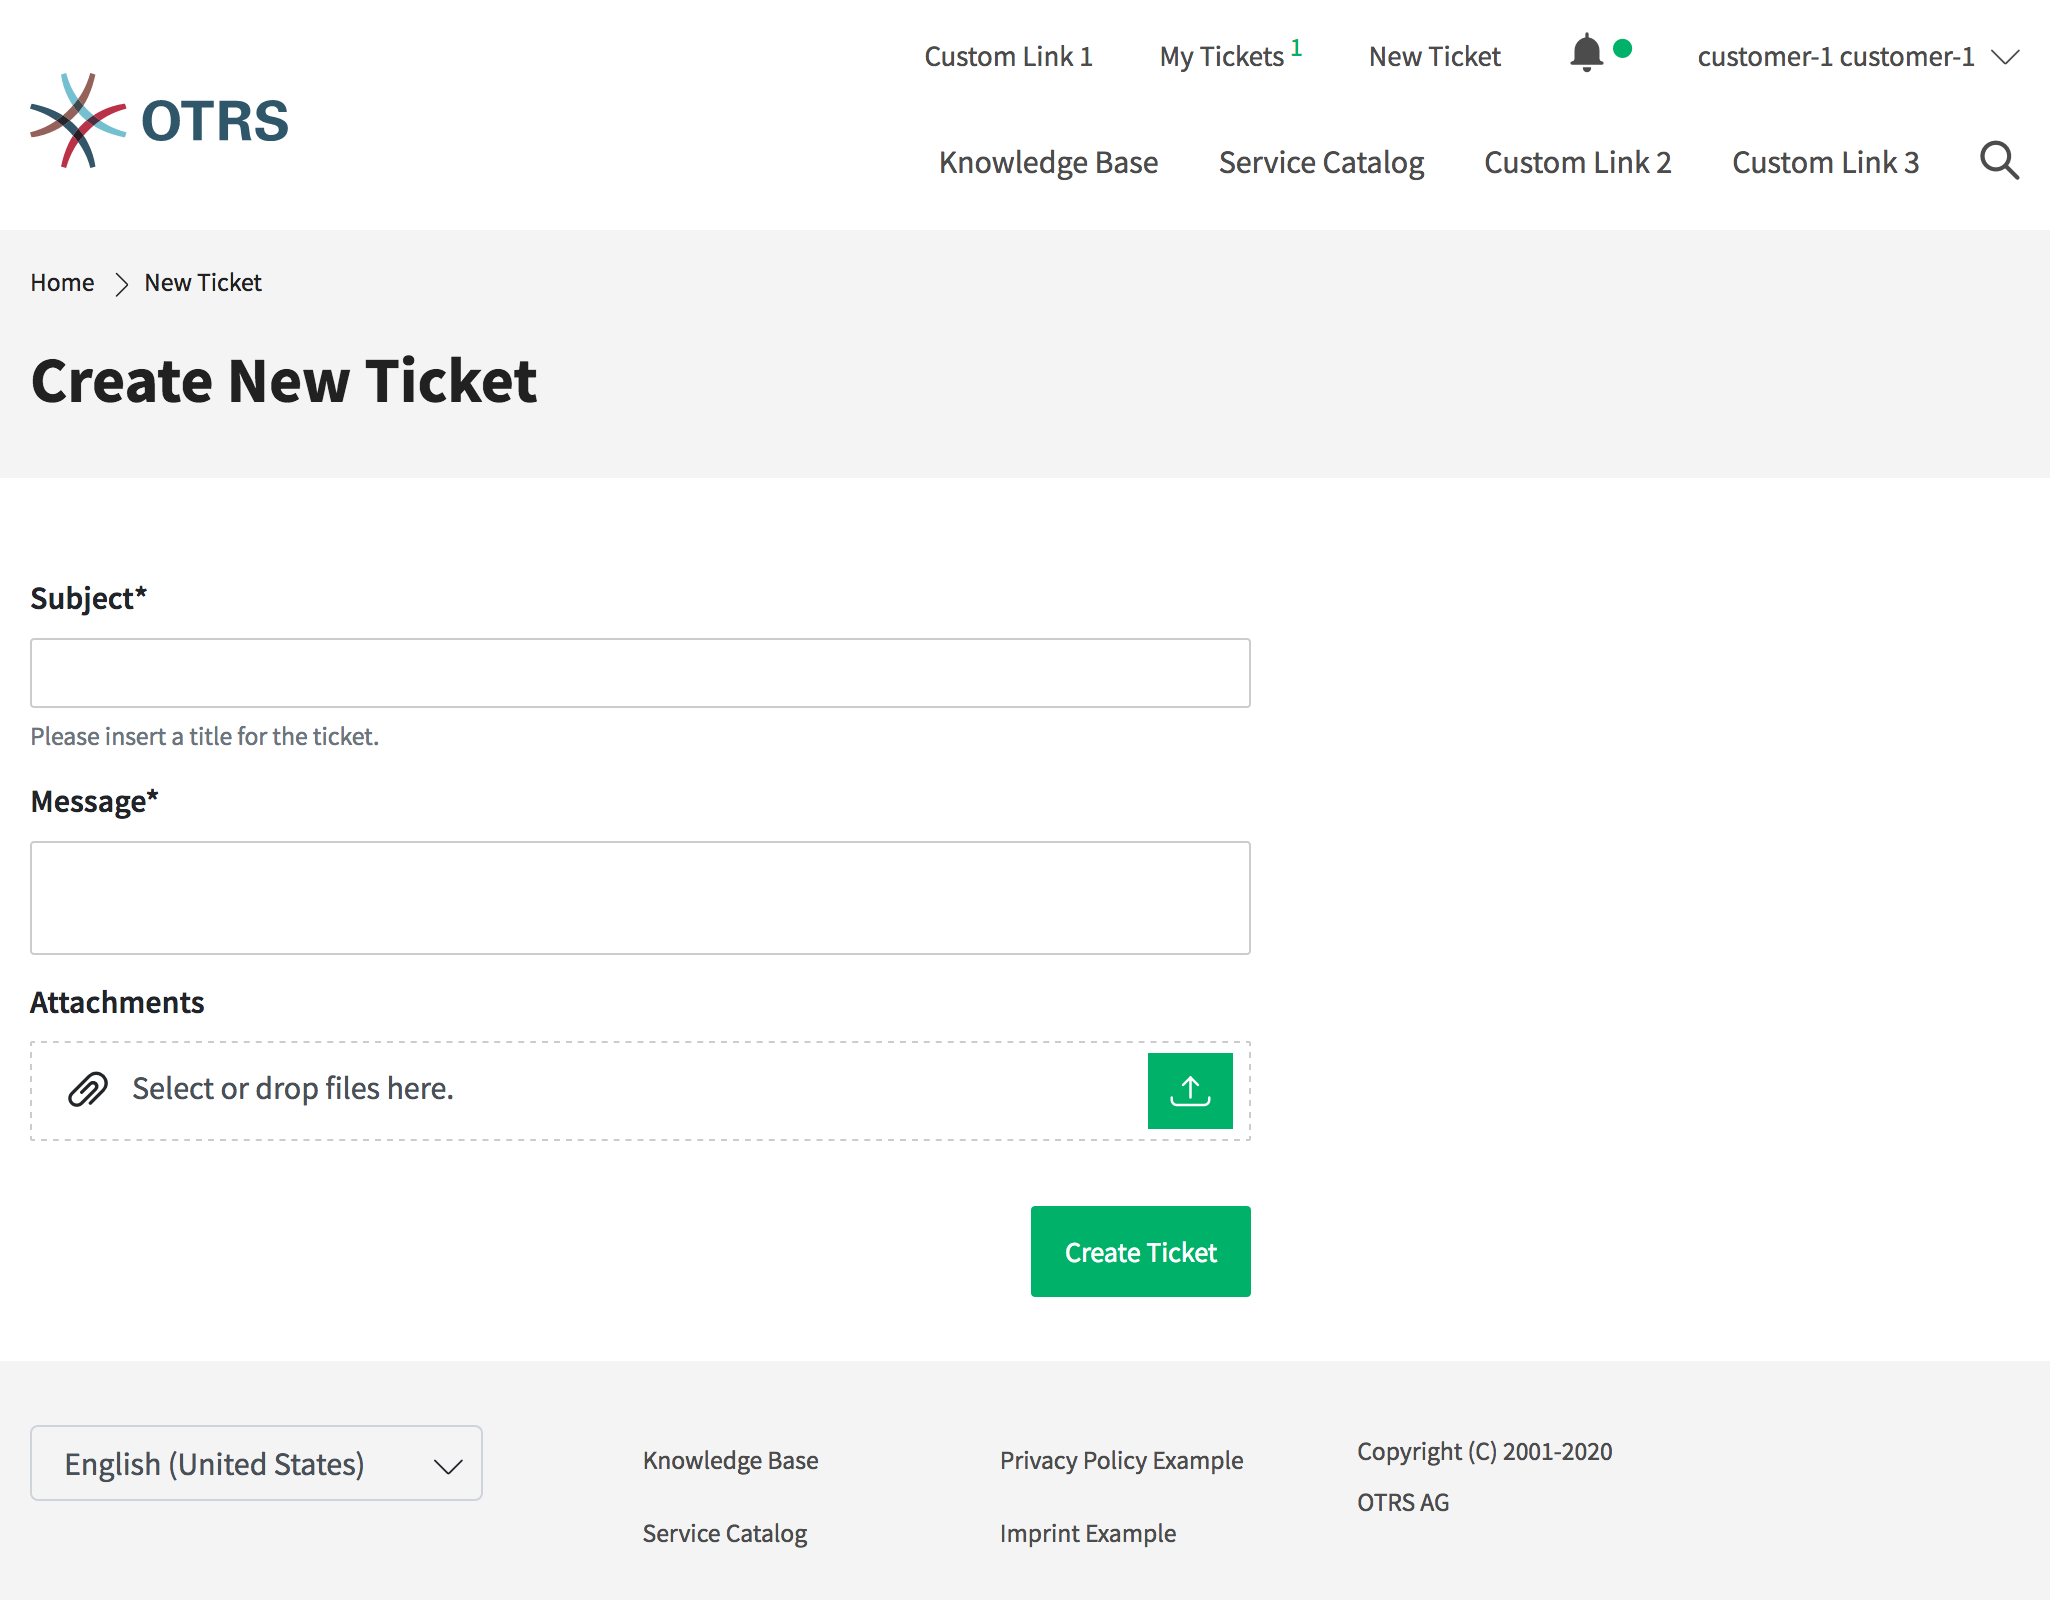 Custom Link 1 My Tickets 1 New Ticket customer-1 customer-1
OTRS
Knowledge Base Service Catalog Custom Link 2 Custom Link 3
Home New Ticket
Create New Ticket
Subject*
Please insert a title for the ticket.
Message*
Attachments
Select or drop files here.
Create Ticket
English (United States)
Knowledge Base
Service Catalog
Privacy Policy Example
Imprint Example
Copyright (C) 2001-2020
OTRS AG